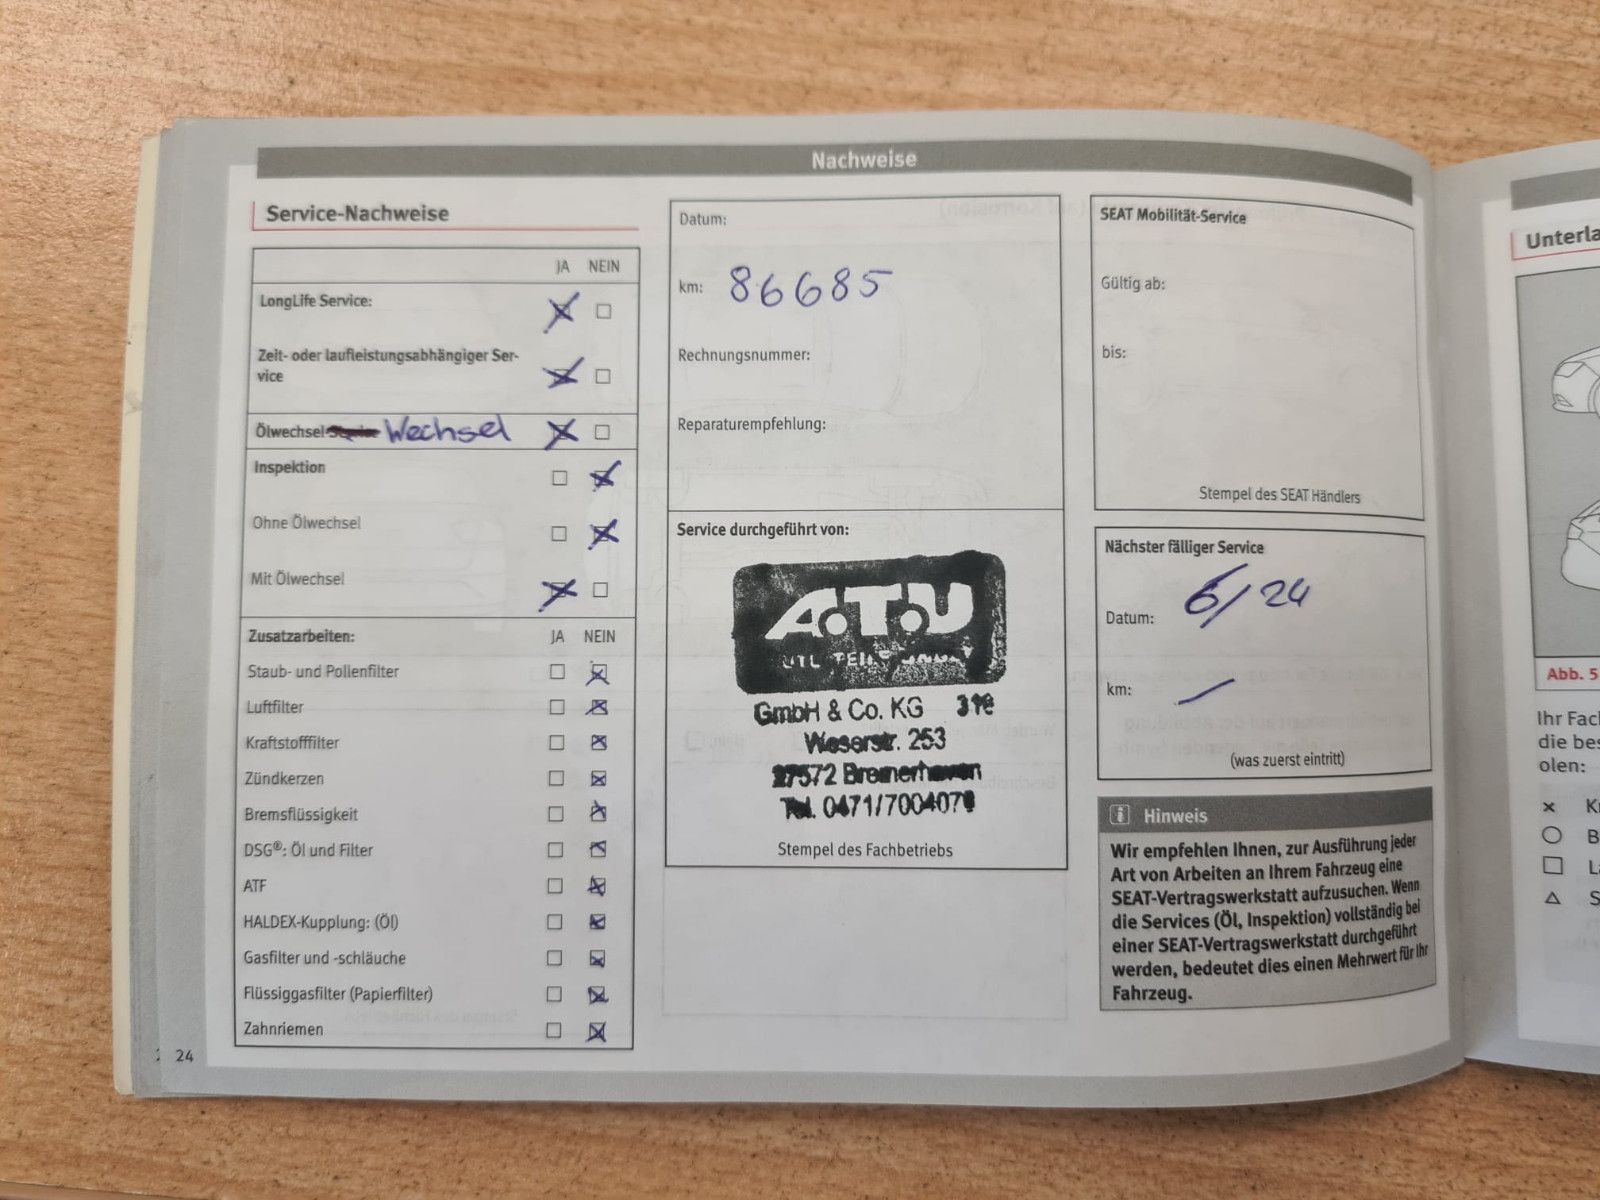 Nachweise
Service-Nachweise
JA NEIN
LongLife Service:
Zeit- oder laufleistungsabhängiger Ser-
vice
Ölwechsel Wechsel
Inspektion
Ohne Ölwechsel
Mit Ölwechsel
Zusatzarbeiten: JA NEIN
Staub- und Pollenfilter
Luftfilter
Kraftstofffilter
Zündkerzen
Bremsflüssigkeit
DSG®: Öl und Filter
ATF
HALDEX-Kupplung: (Öl)
Gasfilter und -schläuche
Flüssiggasfilter (Papierfilter)
Zahnriemen
24
Datum:
km: 86685
Rechnungsnummer:
Reparaturempfehlung:
Service durchgeführt von:
A.T.U
GmbH & Co. KG
Weserstr. 253
27572 Bremerhaven
Tel.
Stempel des Fachbetriebs
SEAT Mobilität-Service
Gültig ab:
bis:
Stempel des SEAT Händlers
Nächster fälliger Service
Datum: 6/24
km: —
(was zuerst eintritt)
i Hinweis
Wir empfehlen Ihnen, zur Ausführung jeder
Art von Arbeiten an Ihrem Fahrzeug eine
SEAT-Vertragswerkstatt aufzusuchen. Wenn
die Services (Öl, Inspektion) vollständig bei
einer SEAT-Vertragswerkstatt durchgeführt
werden, bedeutet dies einen Mehrwert für Ihr
Fahrzeug.
Unterla
Abb. 5
Ihr Fac
die bes
olen:
K
B
L
S